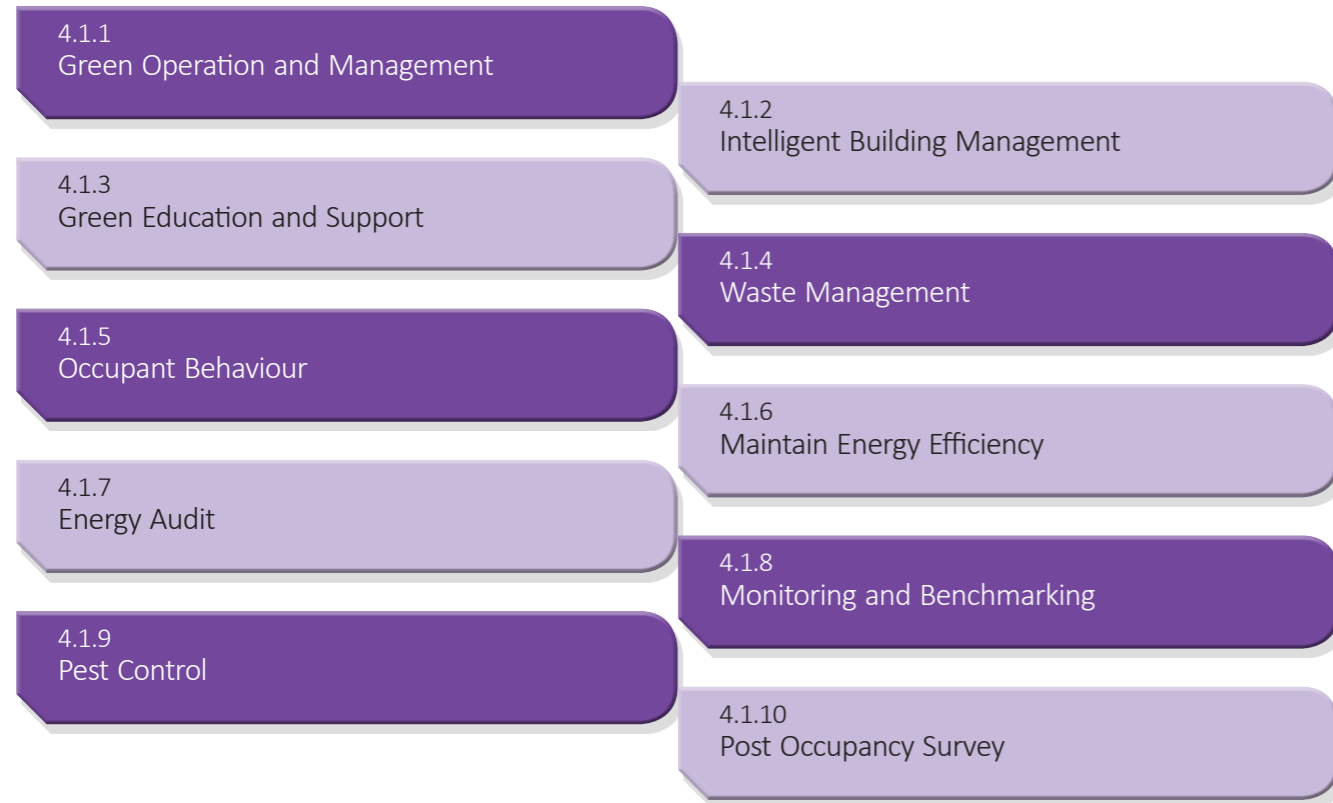 4.1.1
Green Operation and Management
4.1.2
Intelligent Building Management
4.1.3
Green Education and Support
4.1.4
Waste Management
4.1.5
Occupant Behaviour
4.1.6
Maintain Energy Efficiency
4.1.7
Energy Audit
4.1.8
Monitoring and Benchmarking
4.1.9
Pest Control
4.1.10
Post Occupancy Survey